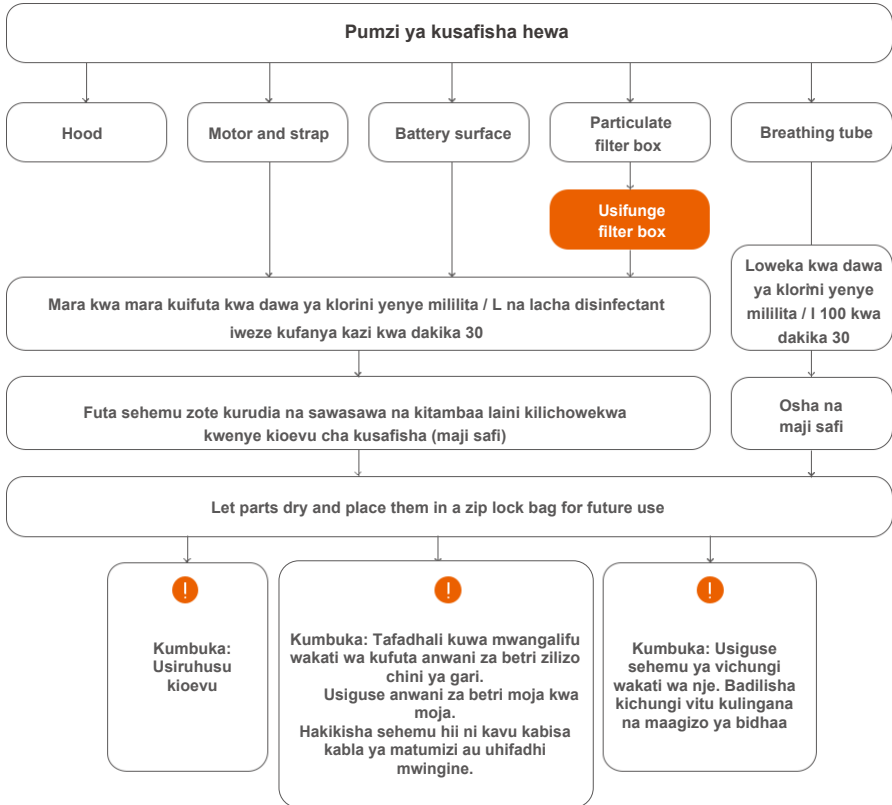 Pumzi ya kusafisha hewa
Hood
Motor and strap
Battery surface
Particulate
filter box
Breathing tube
Usifunge
filter box
Mara kwa mara kuifuta kwa dawa ya klorini yenye mililita / L na lacha disinfectant
iweze kufanya kazi kwa dakika 30
Loweka kwa dawa
ya klorini yenye
mililita / l 100 kwa
dakika 30
Futa sehemu zote kurudia na sawasawa na kitambaa laini kilichowekwa
kwenye kioevu cha kusafisha (maji safi)
Osha na
maji safi
Let parts dry and place them in a zip lock bag for future use
Kumbuka:
Usiruhusu
kioevu
Kumbuka: Tafadhali kuwa mwangalifu
wakati wa kufuta anwani za betri zilizo
chini ya gari.
Usiguse anwani za betri moja kwa
moja.
Hakikisha sehemu hii ni kavu kabisa
kabla ya matumizi au uhifadhi
mwingine.
Kumbuka: Usiguse
sehemu ya vichungi
wakati wa nje. Badilisha
kichungi vitu kulingana
na maagizo ya bidhaa